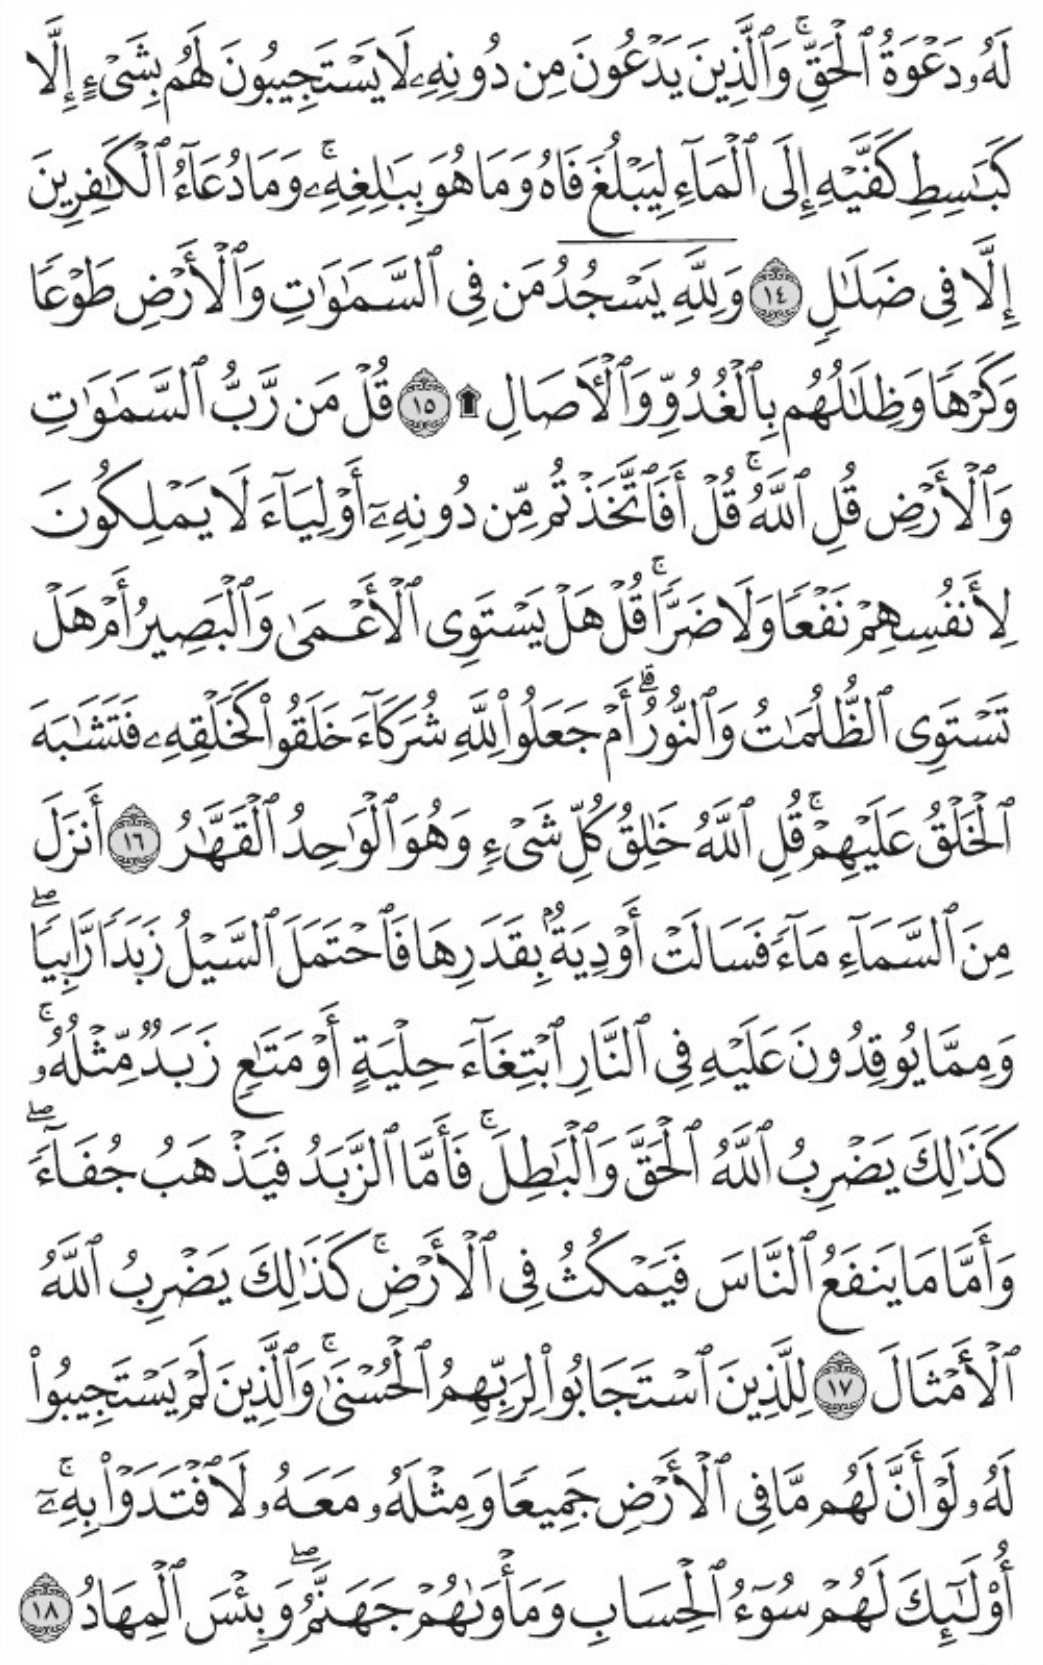 لَهُۥ دَعۡوَةُ ٱلۡحَقِّۚ وَٱلَّذِينَ يَدۡعُونَ مِن دُونِهِۦ لَا يَسۡتَجِيبُونَ لَهُم بِشَيۡءٍ إِلَّا
كَبَٰسِطِ كَفَّيۡهِ إِلَى ٱلۡمَآءِ لِيَبۡلُغَ فَاهُ وَمَا هُوَ بِبَٰلِغِهِۦۚ وَمَا دُعَآءُ ٱلۡكَٰفِرِينَ
إِلَّا فِي ضَلَٰلٖ ١٤ وَلِلَّهِۤ يَسۡجُدُۤ مَن فِي ٱلسَّمَٰوَٰتِ وَٱلۡأَرۡضِ طَوۡعٗا
وَكَرۡهٗا وَظِلَٰلُهُم بِٱلۡغُدُوِّ وَٱلۡأٓصَالِ ۩ ١٥ قُلۡ مَن رَّبُّ ٱلسَّمَٰوَٰتِ
وَٱلۡأَرۡضِ قُلِ ٱللَّهُۚ قُلۡ أَفَٱتَّخَذۡتُم مِّن دُونِهِۦٓ أَوۡلِيَآءَ لَا يَمۡلِكُونَ
لِأَنفُسِهِمۡ نَفۡعٗا وَلَا ضَرّٗاۚ قُلۡ هَلۡ يَسۡتَوِي ٱلۡأَعۡمَىٰ وَٱلۡبَصِيرُ أَمۡ هَلۡ
تَسۡتَوِي ٱلظُّلُمَٰتُ وَٱلنُّورُۗ أَمۡ جَعَلُواْ لِلَّهِ شُرَكَآءَ خَلَقُواْ كَخَلۡقِهِۦ فَتَشَٰبَهَ
ٱلۡخَلۡقُ عَلَيۡهِمۡۚ قُلِ ٱللَّهُ خَٰلِقُ كُلِّ شَيۡءٖ وَهُوَ ٱلۡوَٰحِدُ ٱلۡقَهَّٰرُ ١٦ أَنزَلَ
مِنَ ٱلسَّمَآءِ مَآءٗ فَسَالَتۡ أَوۡدِيَةُۢ بِقَدَرِهَا فَٱحۡتَمَلَ ٱلسَّيۡلُ زَبَدٗا رَّابِيٗاۖ
وَمِمَّا يُوقِدُونَ عَلَيۡهِ فِي ٱلنَّارِ ٱبۡتِغَآءَ حِلۡيَةٍ أَوۡ مَتَٰعٖ زَبَدٞ مِّثۡلُهُۥۚ
كَذَٰلِكَ يَضۡرِبُ ٱللَّهُ ٱلۡحَقَّ وَٱلۡبَٰطِلَۚ فَأَمَّا ٱلزَّبَدُ فَيَذۡهَبُ جُفَآءٗۖ
وَأَمَّا مَا يَنفَعُ ٱلنَّاسَ فَيَمۡكُثُ فِي ٱلۡأَرۡضِۚ كَذَٰلِكَ يَضۡرِبُ ٱللَّهُ
ٱلۡأَمۡثَالَ ١٧ لِلَّذِينَ ٱسۡتَجَابُواْ لِرَبِّهِمُ ٱلۡحُسۡنَىٰۚ وَٱلَّذِينَ لَمۡ يَسۡتَجِيبُواْ
لَهُۥ لَوۡ أَنَّ لَهُم مَّا فِي ٱلۡأَرۡضِ جَمِيعٗا وَمِثۡلَهُۥ مَعَهُۥ لَٱفۡتَدَوۡاْ بِهِۦٓۚ
أُوْلَٰٓئِكَ لَهُمۡ سُوٓءُ ٱلۡحِسَابِ وَمَأۡوَىٰهُمۡ جَهَنَّمُۖ وَبِئۡسَ ٱلۡمِهَادُ ١٨